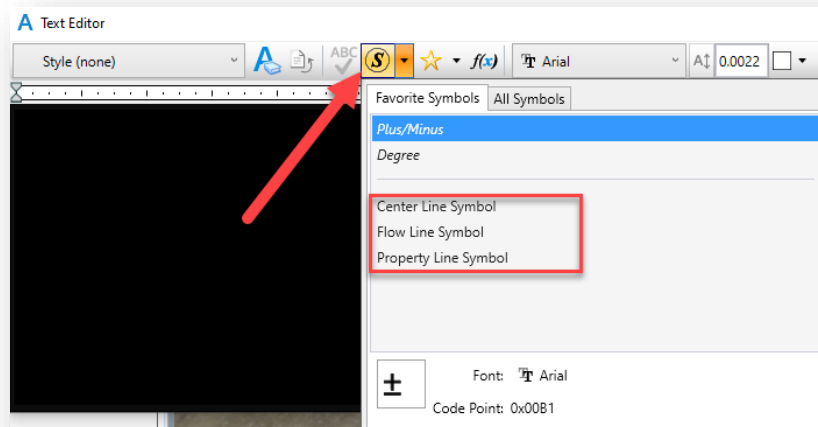 A Text Editor
Style (none) A ABC S f(x) Arial A 0.0022
Favorite Symbols All Symbols
Plus/Minus
Degree
Center Line Symbol
Flow Line Symbol
Property Line Symbol
± Font: Arial
Code Point: 0x00B1